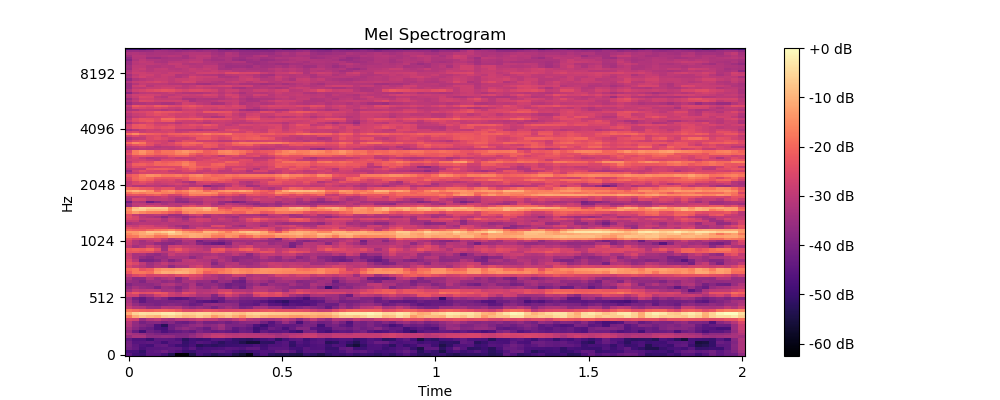 Mel Spectrogram
Hz
8192
4096
2048
1024
512
0
0
0.5
1
1.5
2
Time
+0 dB
-10 dB
-20 dB
-30 dB
-40 dB
-50 dB
-60 dB